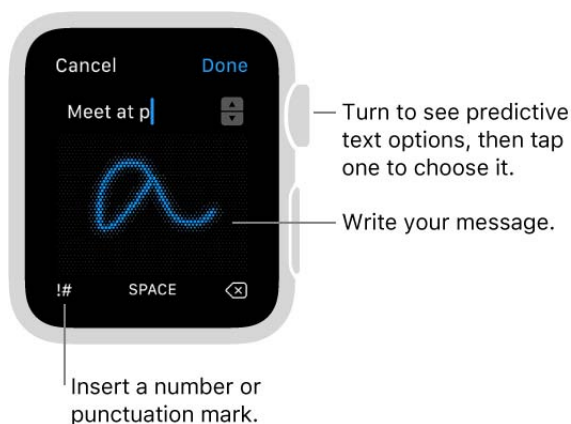 Cancel Done
Meet at p
Turn to see predictive
text options, then tap
one to choose it.
a
Write your message.
!# SPACE
Insert a number or
punctuation mark.